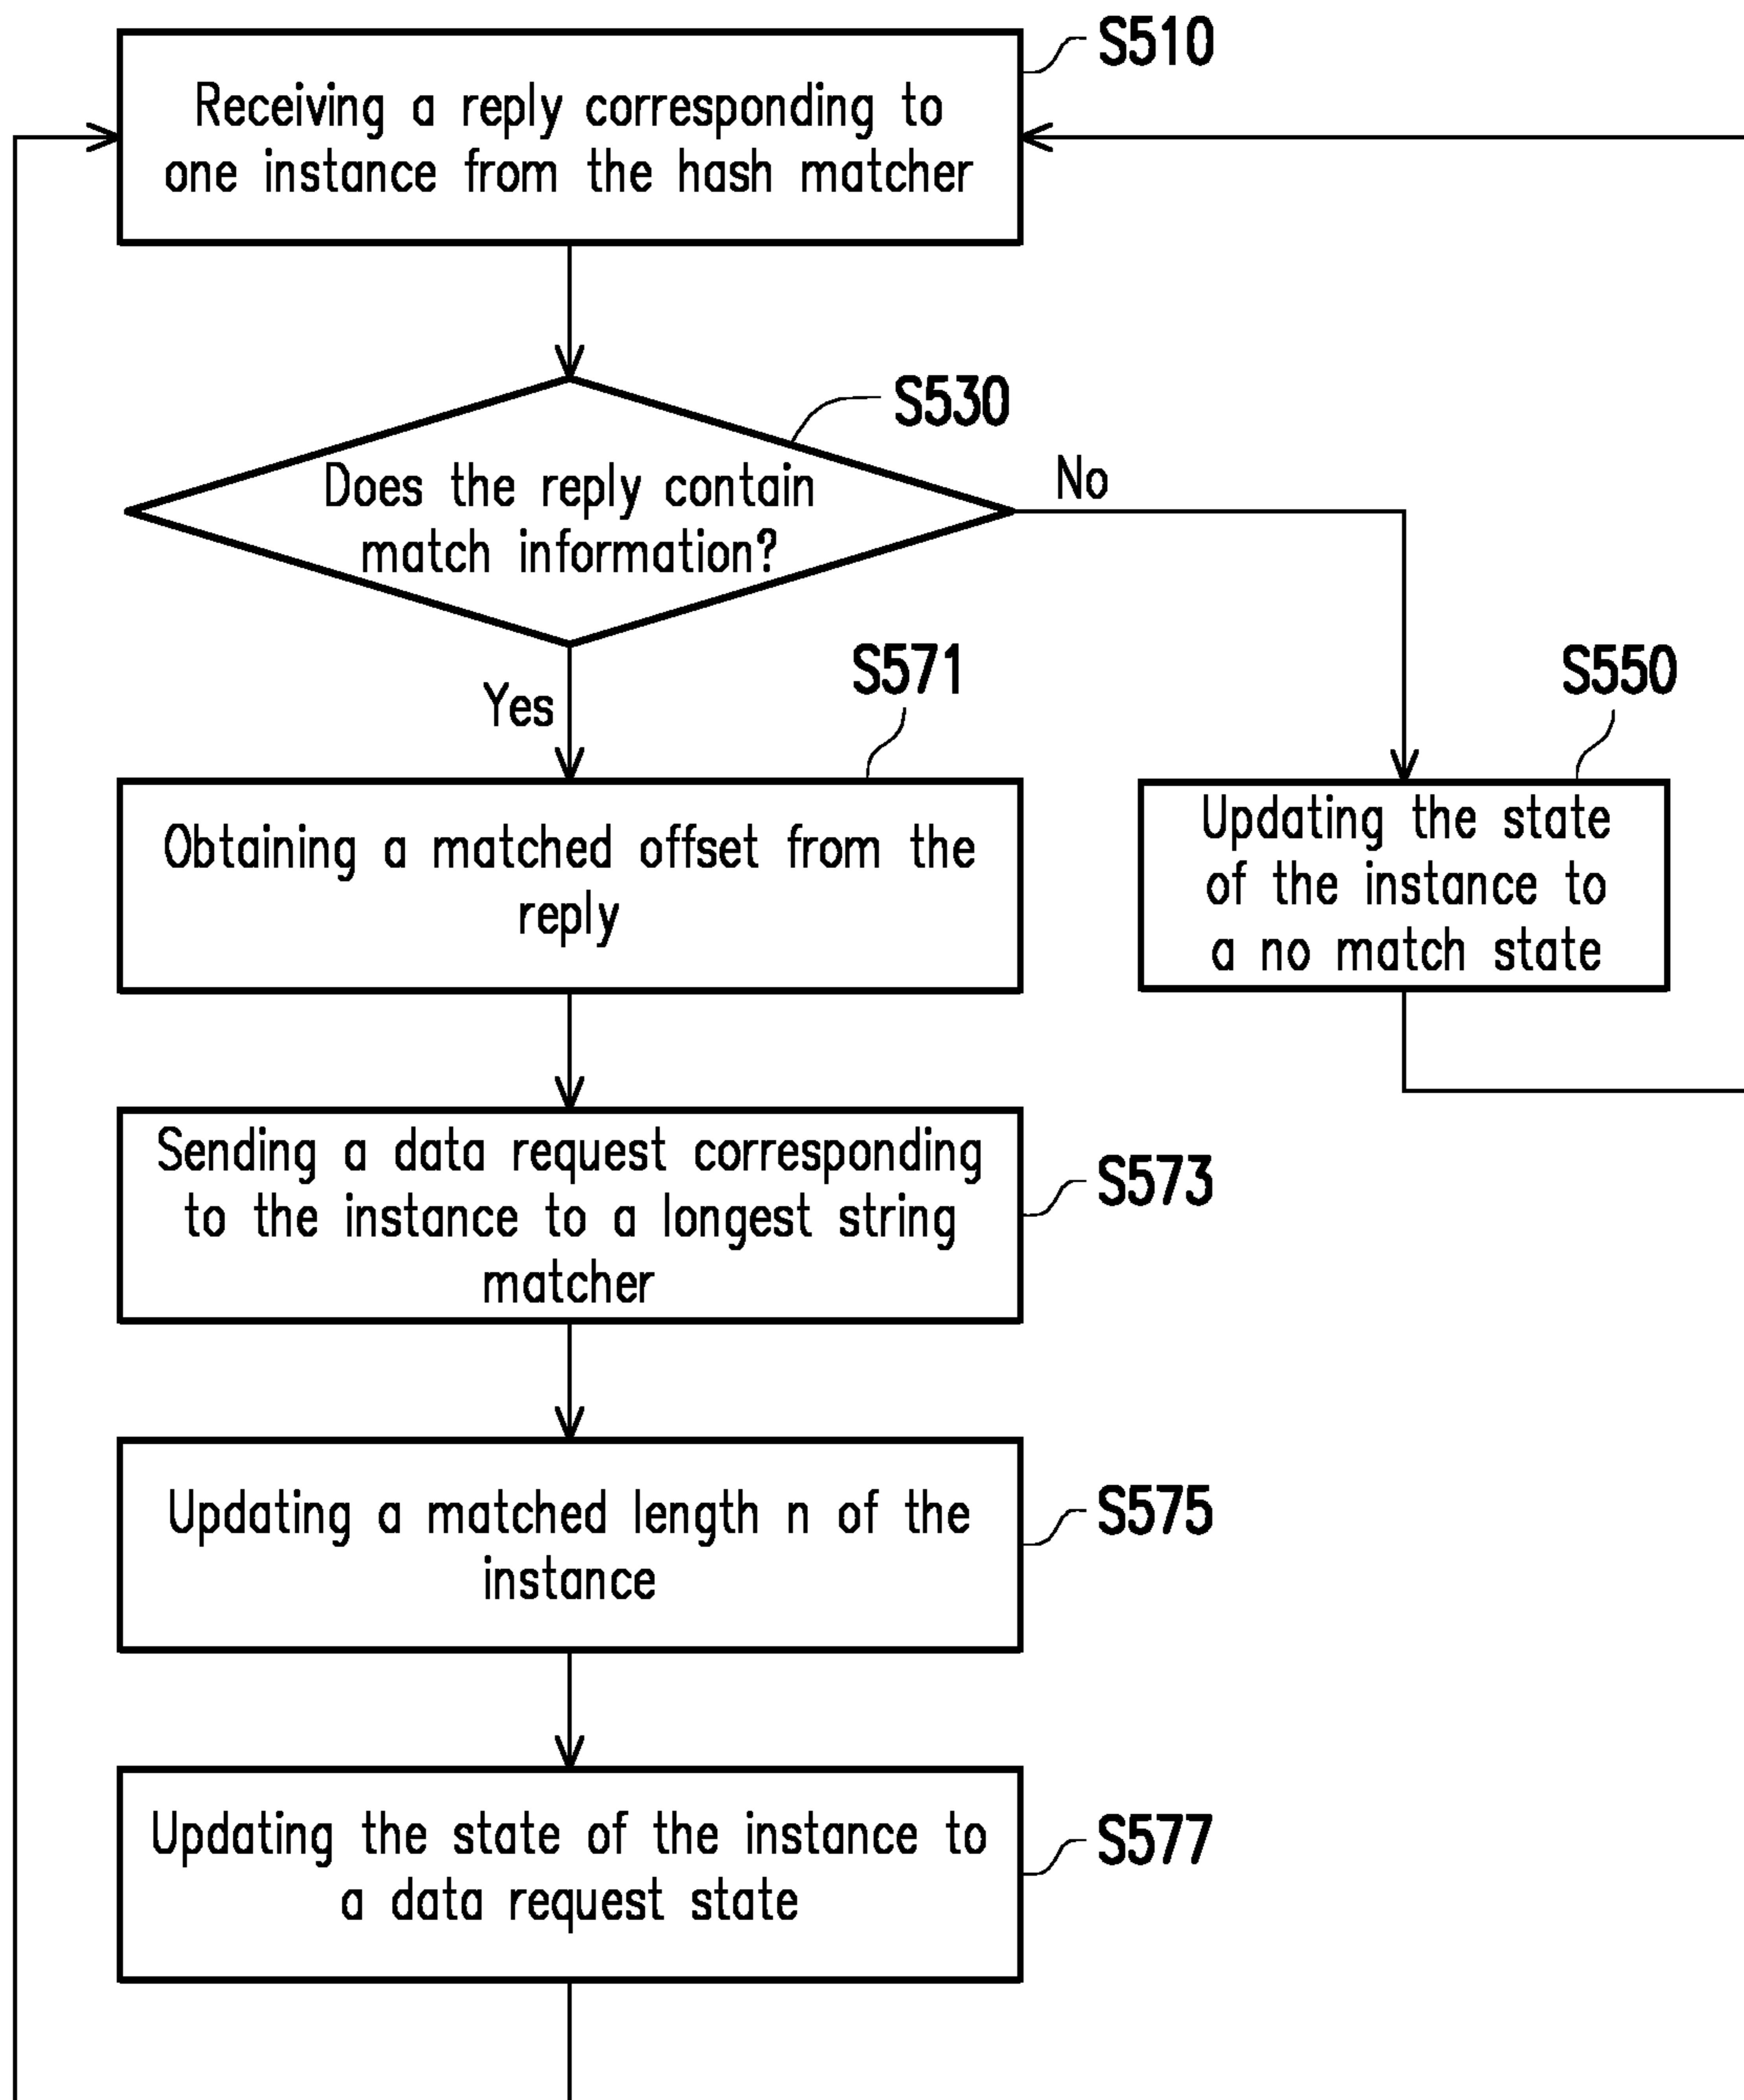 S510
Receiving a reply corresponding to
one instance from the hash matcher
S530
Does the reply contain
match information?
No
Yes
S571
S550
Obtaining a matched offset from the
reply
Updating the state
of the instance to
a no match state
Sending a data request corresponding
to the instance to a longest string
matcher
S573
Updating a matched length n of the
instance
S575
Updating the state of the instance to
a data request state
S577